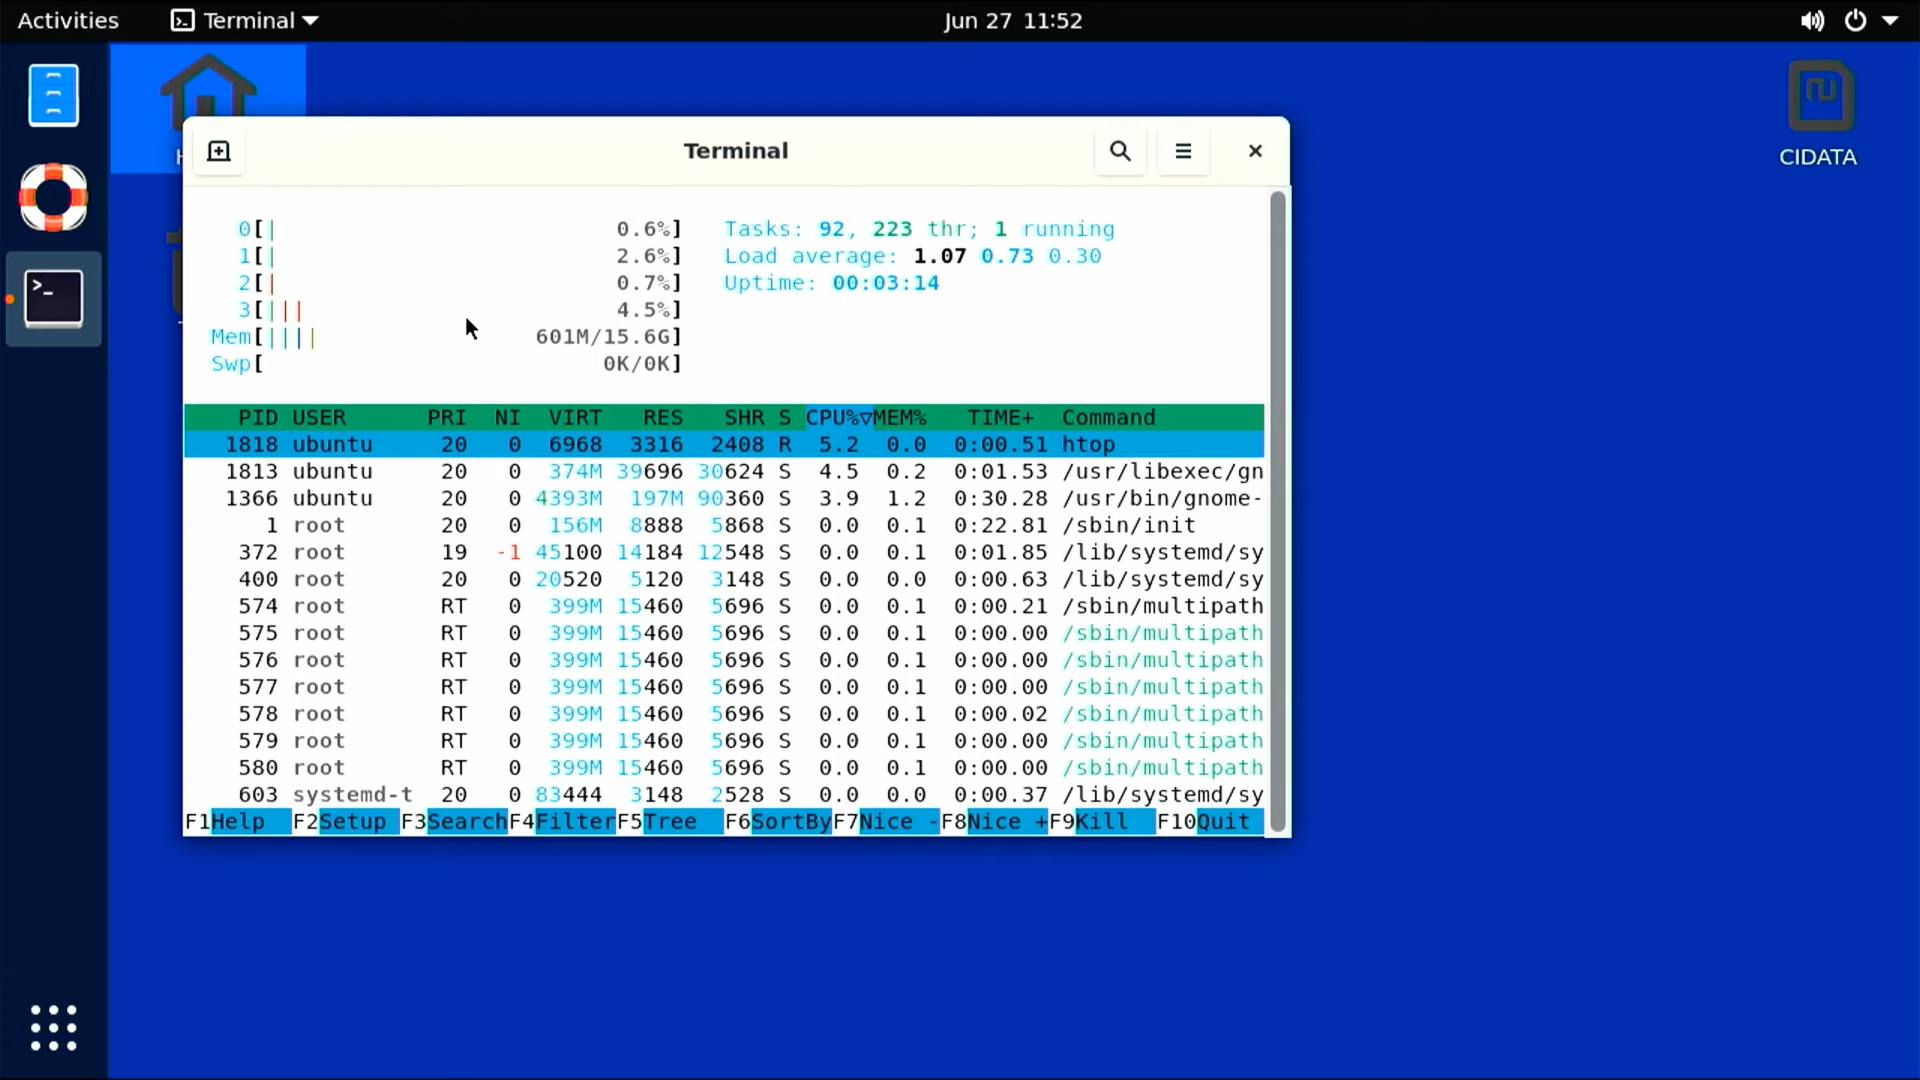 Activities
Terminal
Jun 27 11:52
CIDATA
Terminal
0[| 0.6%] Tasks: 92, 223 thr; 1 running
1[| 2.6%] Load average: 1.07 0.73 0.30
2[| 0.7%] Uptime: 00:03:14
3[||| 4.5%]
Mem[|||| 601M/15.6G]
Swp[ 0K/0K]
PID USER PRI NI VIRT RES SHR S CPU%▽MEM% TIME+ Command
1818 ubuntu 20 0 6968 3316 2408 R 5.2 0.0 0:00.51 htop
1813 ubuntu 20 0 374M 39696 30624 S 4.5 0.2 0:01.53 /usr/libexec/gn
1366 ubuntu 20 0 4393M 197M 90360 S 3.9 1.2 0:30.28 /usr/bin/gnome-
1 root 20 0 156M 8888 5868 S 0.0 0.1 0:22.81 /sbin/init
372 root 19 -1 45100 14184 12548 S 0.0 0.1 0:01.85 /lib/systemd/sy
400 root 20 0 20520 5120 3148 S 0.0 0.0 0:00.63 /lib/systemd/sy
574 root RT 0 399M 15460 5696 S 0.0 0.1 0:00.21 /sbin/multipath
575 root RT 0 399M 15460 5696 S 0.0 0.1 0:00.00 /sbin/multipath
576 root RT 0 399M 15460 5696 S 0.0 0.1 0:00.00 /sbin/multipath
577 root RT 0 399M 15460 5696 S 0.0 0.1 0:00.00 /sbin/multipath
578 root RT 0 399M 15460 5696 S 0.0 0.1 0:00.02 /sbin/multipath
579 root RT 0 399M 15460 5696 S 0.0 0.1 0:00.00 /sbin/multipath
580 root RT 0 399M 15460 5696 S 0.0 0.1 0:00.00 /sbin/multipath
603 systemd-t 20 0 83444 3148 2528 S 0.0 0.0 0:00.37 /lib/systemd/sy
F1Help F2Setup F3SearchF4FilterF5Tree F6SortByF7Nice -F8Nice +F9Kill F10Quit